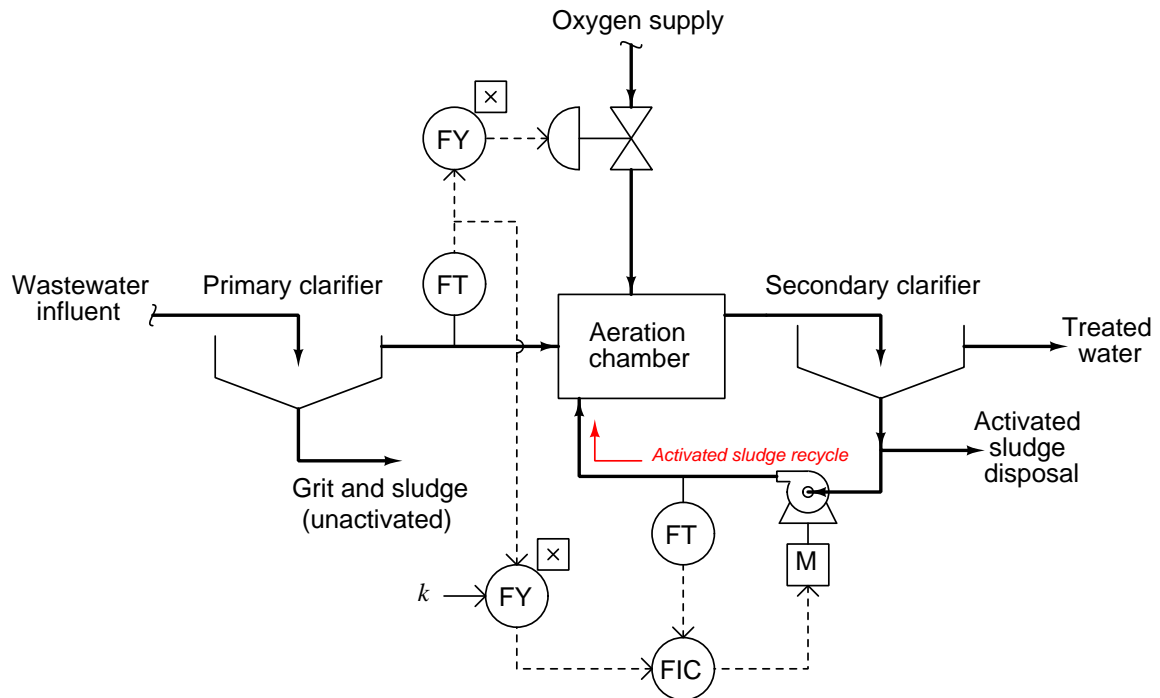 Oxygen supply
×
FY
Wastewater
influent
Primary clarifier
FT
Secondary clarifier
Aeration
chamber
Treated
water
Activated sludge recycle
Activated
sludge
disposal
Grit and sludge
(unactivated)
FT
×
M
k
FY
FIC